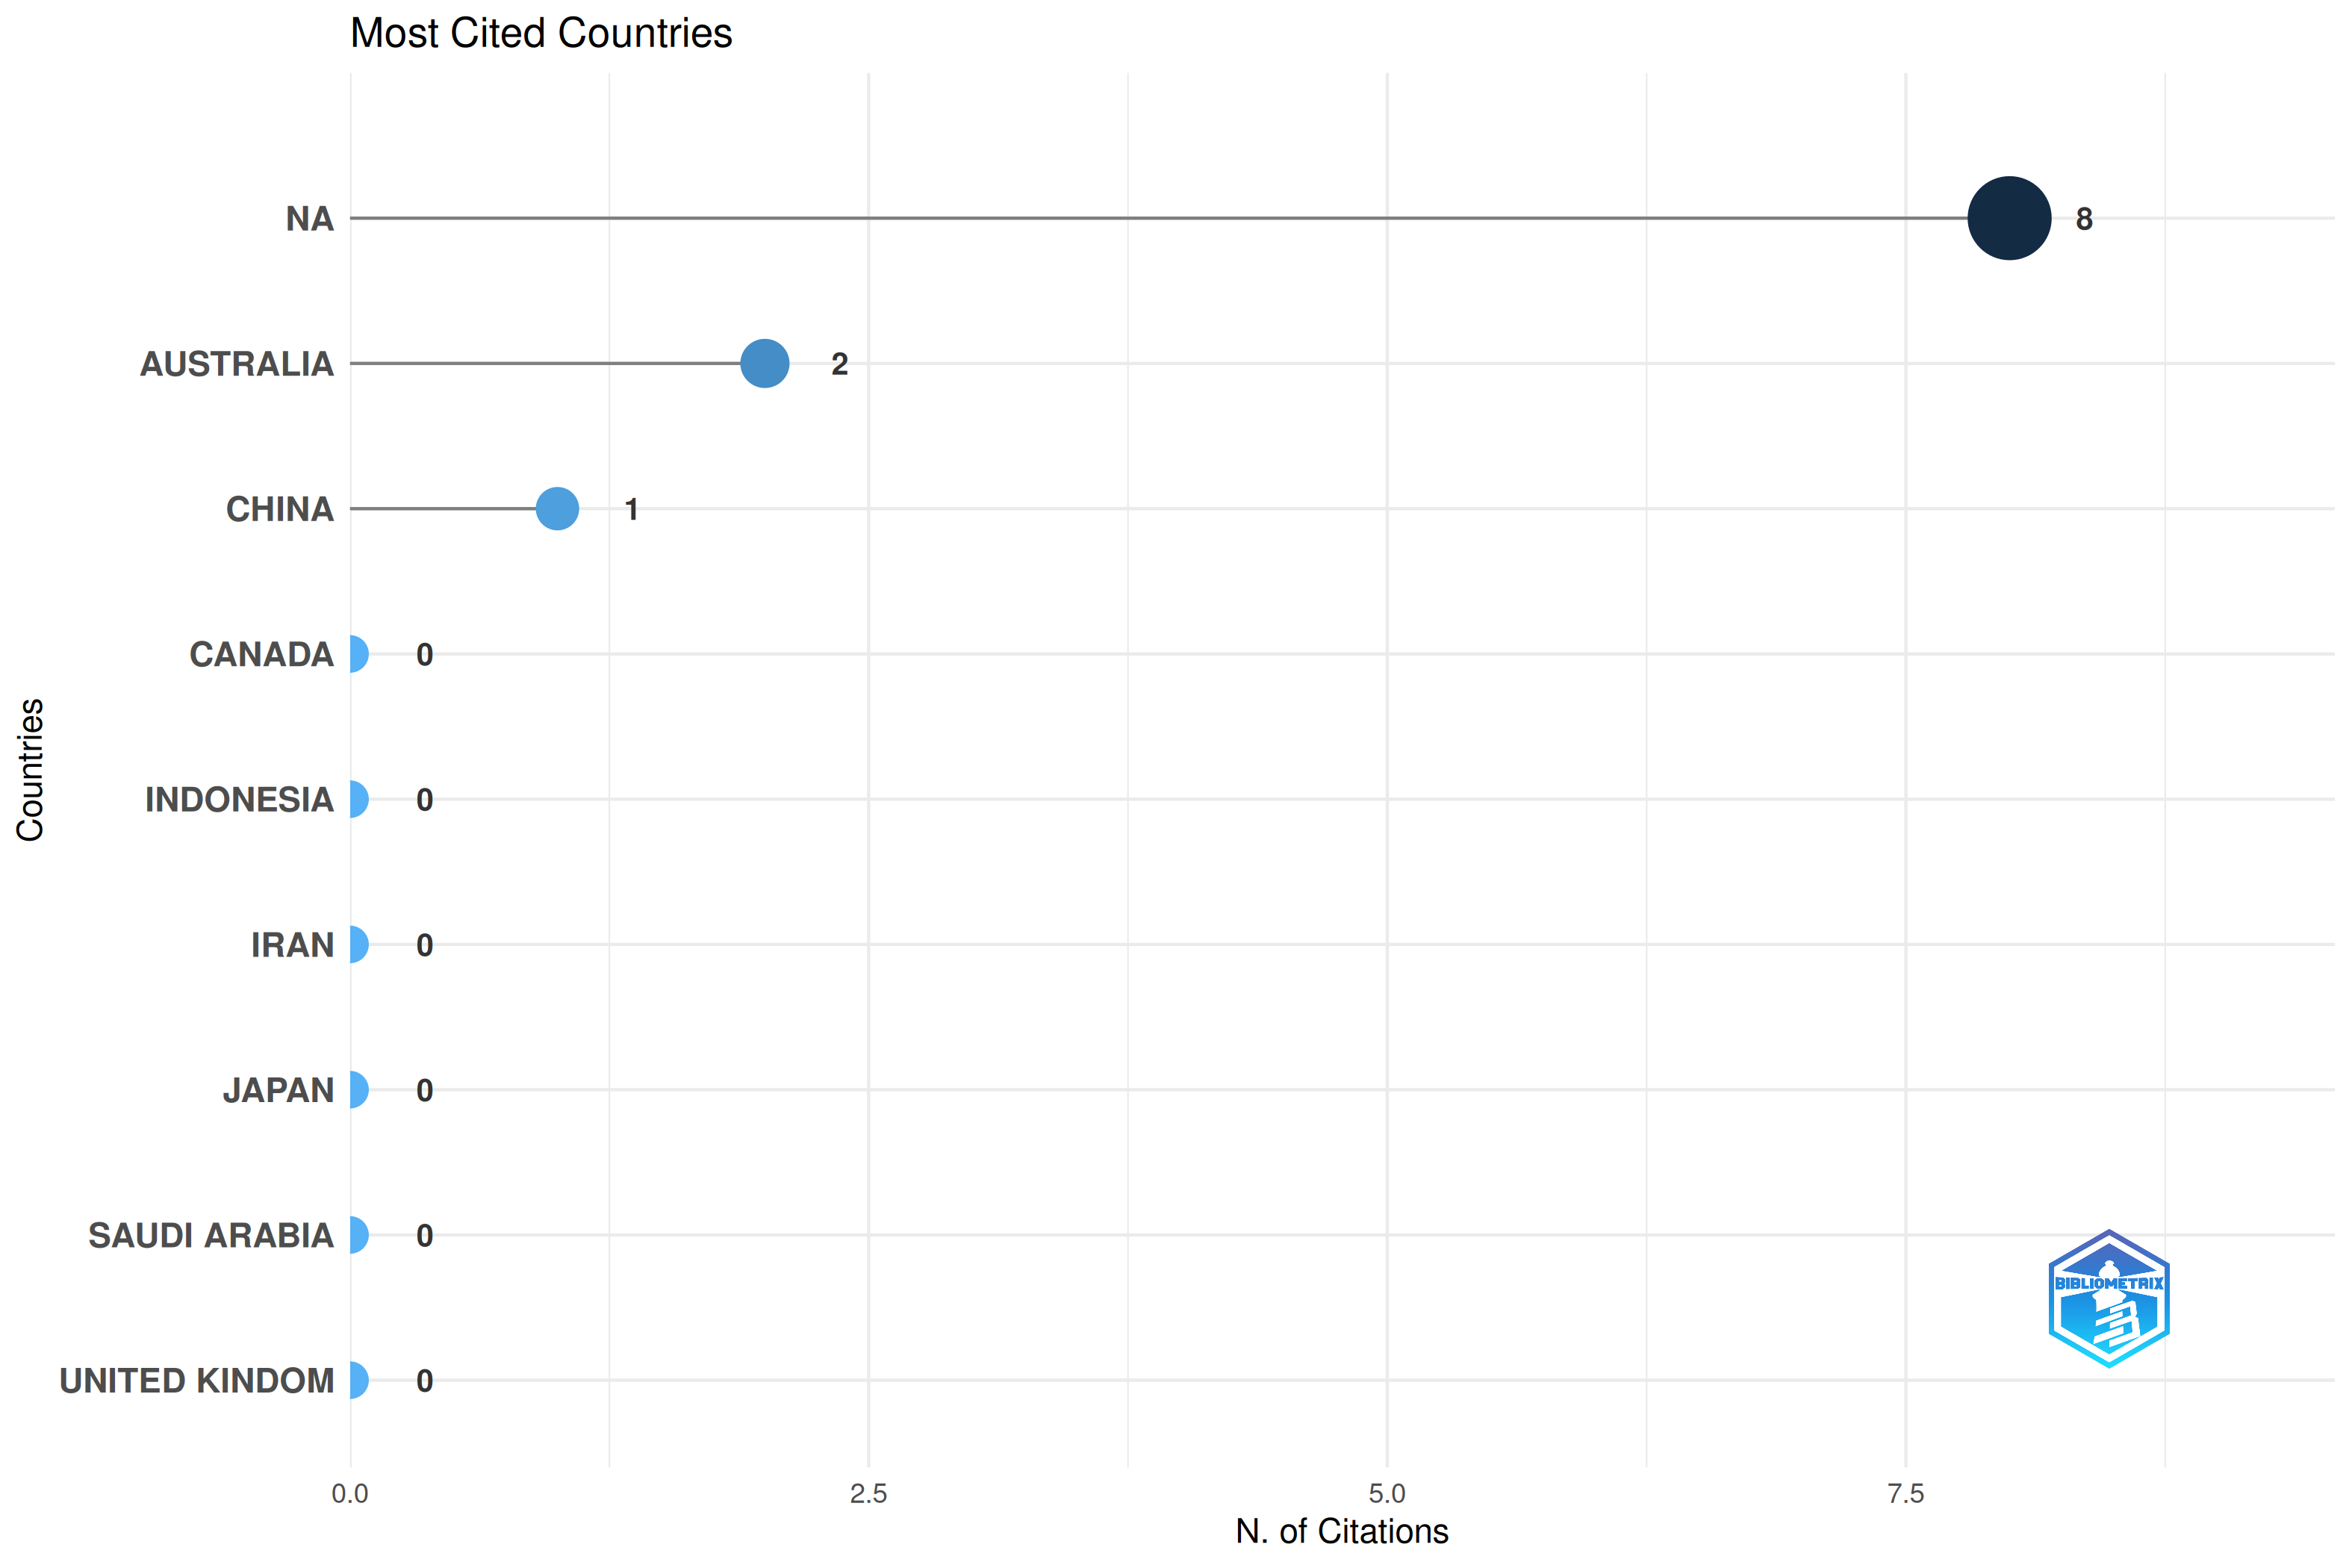 Most Cited Countries
NA
8
AUSTRALIA
2
CHINA
1
CANADA
0
INDONESIA
0
IRAN
0
JAPAN
0
SAUDI ARABIA
0
UNITED KINDOM
0
Countries
BIBLIOMETRIX
0.0
2.5
5.0
7.5
N. of Citations